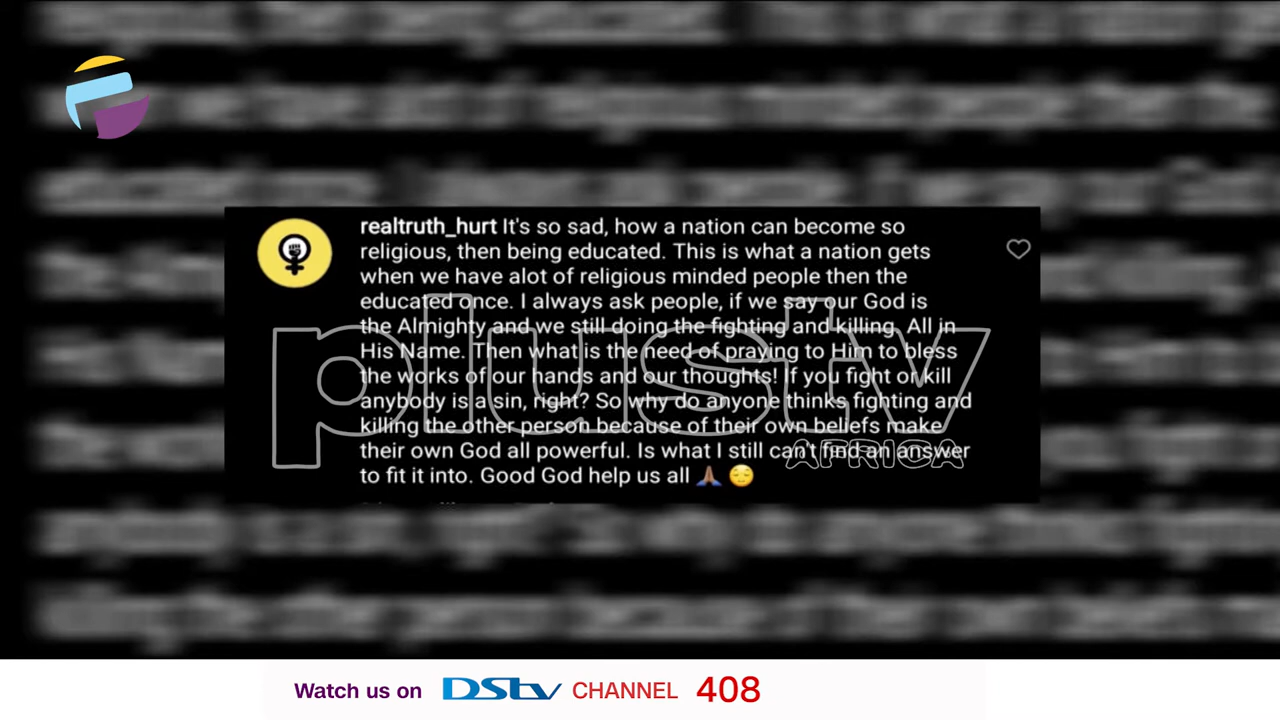 realtruth_hurt It's so sad, how a nation can become so
religious, then being educated. This is what a nation gets
when we have alot of religious minded people then the
educated once. I always ask people, if we say our God is
the Almighty and we still doing the fighting and killing. All in
His Name. Then what is the need of praying to Him to bless
the works of our hands and our thoughts! If you fight or kill
anybody is a sin, right? So why do anyone thinks fighting and
killing the other person because of their own beliefs make
their own God all powerful. Is what I still can't find an answer
to fit it into. Good God help us all 🙏🏾 😔
plustv
AFRICA
Watch us on DStv CHANNEL 408